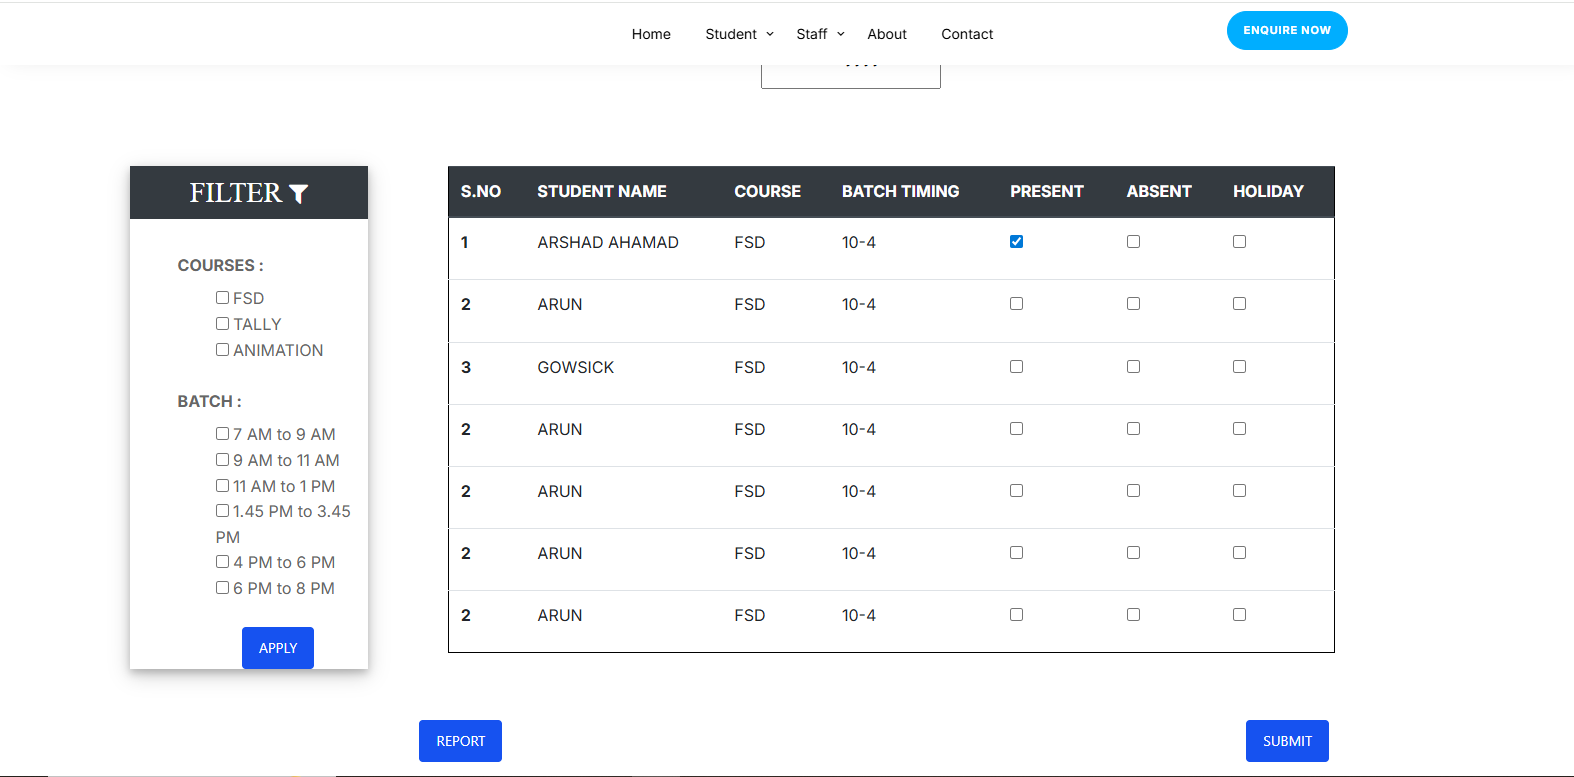 Home Student Staff About Contact ENQUIRE NOW
FILTER
COURSES :
FSD
TALLY
ANIMATION
BATCH :
7 AM to 9 AM
9 AM to 11 AM
11 AM to 1 PM
1.45 PM to 3.45
PM
4 PM to 6 PM
6 PM to 8 PM
APPLY
S.NO STUDENT NAME COURSE BATCH TIMING PRESENT ABSENT HOLIDAY
1 ARSHAD AHAMAD FSD 10-4
2 ARUN FSD 10-4
3 GOWSICK FSD 10-4
2 ARUN FSD 10-4
2 ARUN FSD 10-4
2 ARUN FSD 10-4
2 ARUN FSD 10-4
REPORT SUBMIT